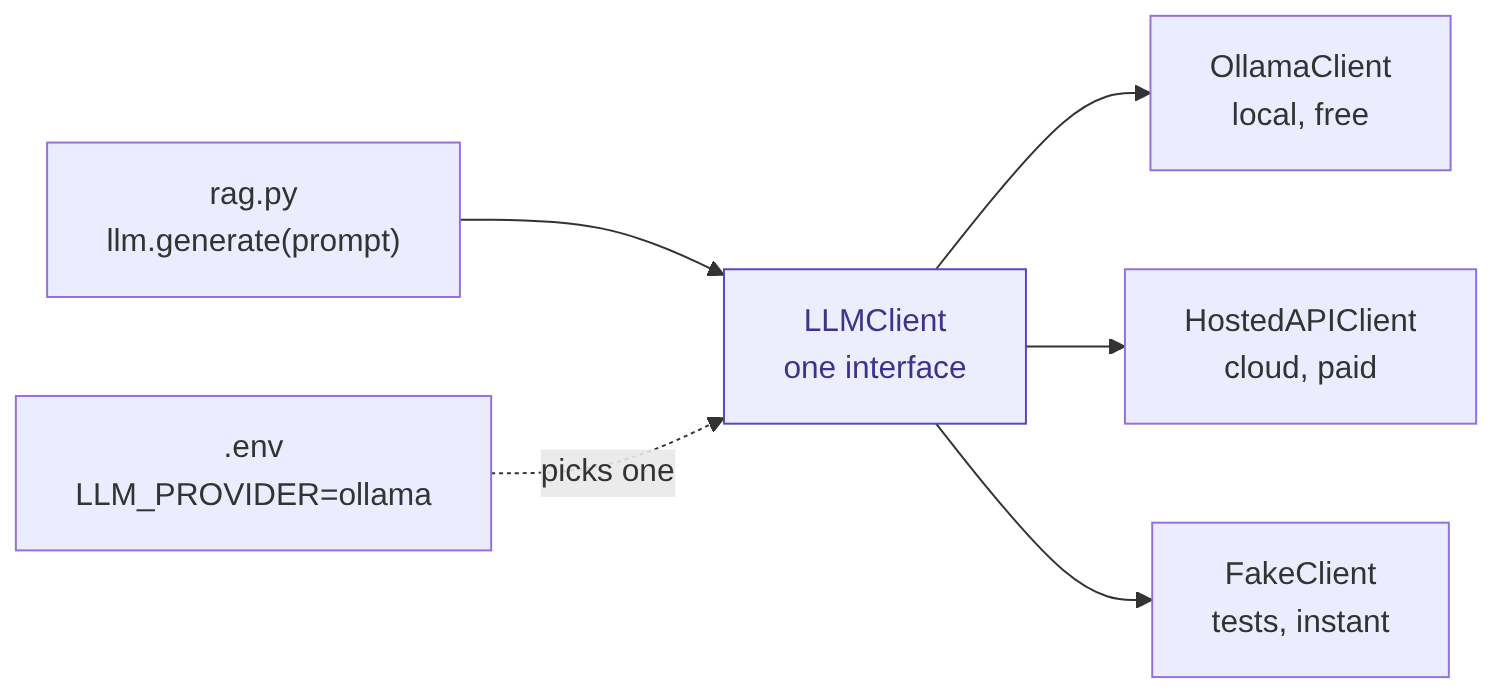 rag.py
llm.generate(prompt)
.env
LLM_PROVIDER=ollama
picks one
LLMClient
one interface
OllamaClient
local, free
HostedAPIClient
cloud, paid
FakeClient
tests, instant